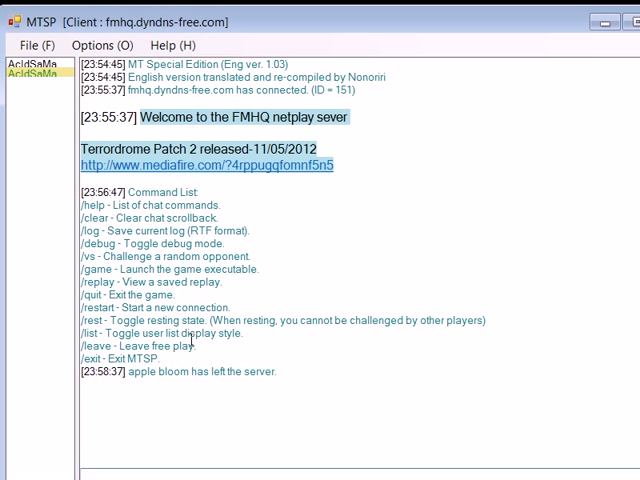 MTSP [Client : fmhq.dyndns-free.com]
File (F) Options (O) Help (H)
AcIdSaMa
AcIdSaMa
[23:54:45] MT Special Edition (Eng ver. 1.03)
[23:54:45] English version translated and re-compiled by Nonoriri
[23:55:37] fmhq.dyndns-free.com has connected. (ID = 151)
[23:55:37] Welcome to the FMHQ netplay sever
Terrordrome Patch 2 released-11/05/2012
http://www.mediafire.com/?4rppugqfomnf5n5
[23:56:47] Command List:
/help - List of chat commands.
/clear - Clear chat scrollback.
/log - Save current log (RTF format).
/debug - Toggle debug mode.
/vs - Challenge a random opponent.
/game - Launch the game executable.
/replay - View a saved replay.
/quit - Exit the game.
/restart - Start a new connection.
/rest - Toggle resting state. (When resting, you cannot be challenged by other players)
/list - Toggle user list display style.
/leave - Leave free play.
/exit - Exit MTSP.
[23:58:37] apple bloom has left the server.